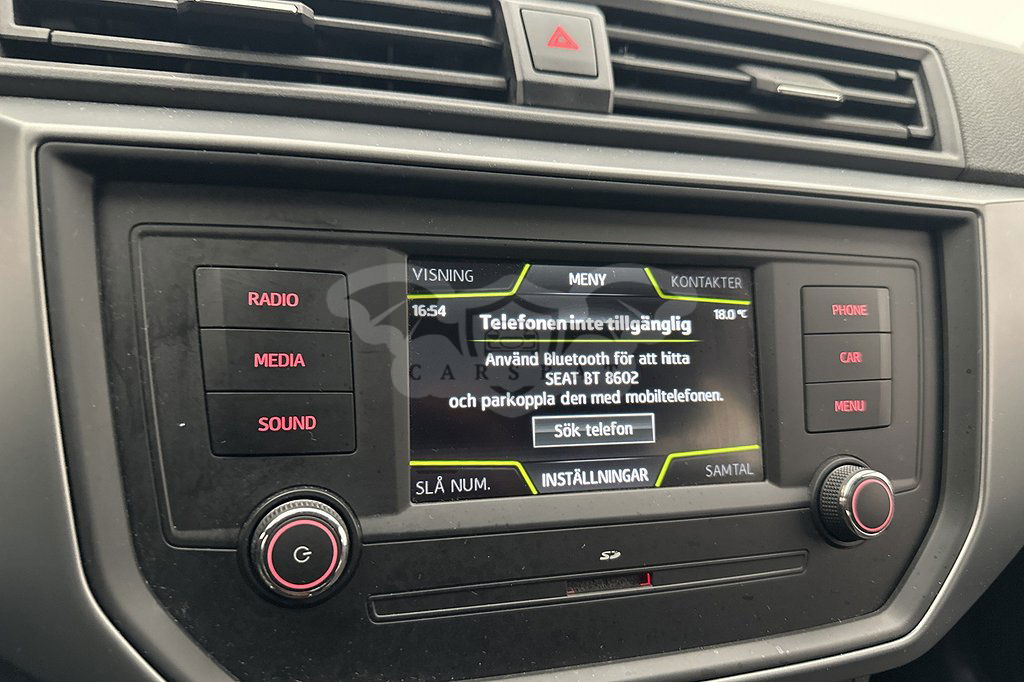 RADIO
MEDIA
SOUND
VISNING
MENY
KONTAKTER
16:54
18.0 °C
Telefonen inte tillgänglig
Använd Bluetooth för att hitta
SEAT BT 8602
och parkoppla den med mobiltelefonen.
Sök telefon
SLÅ NUM.
INSTÄLLNINGAR
SAMTAL
PHONE
CAR
MENU
SD